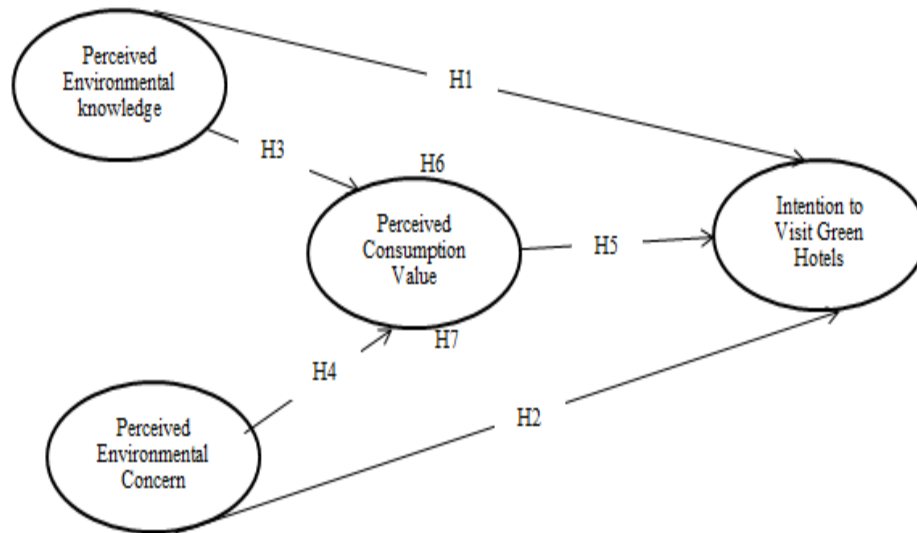 Perceived
Environmental
knowledge
H1
H3
H6
Perceived
Consumption
Value
H5
Intention to
Visit Green
Hotels
H7
H4
Perceived
Environmental
Concern
H2